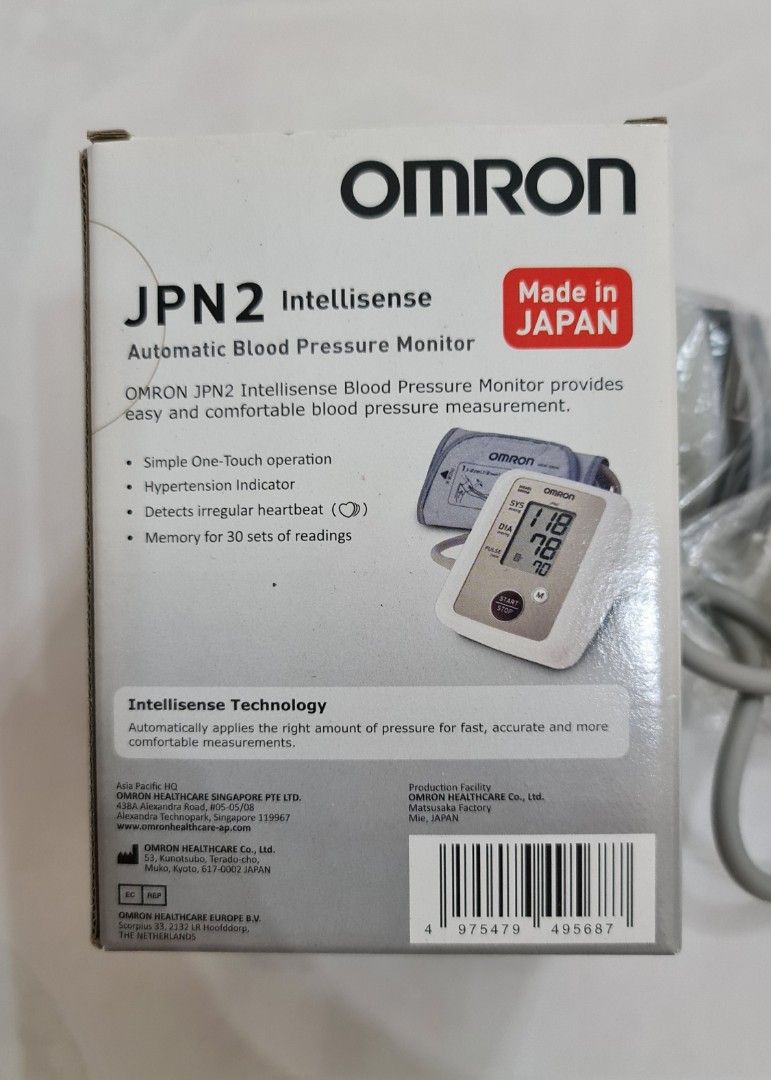 OMRON
JPN2 Intellisense
Made in
JAPAN
Automatic Blood Pressure Monitor
OMRON JPN2 Intellisense Blood Pressure Monitor provides
easy and comfortable blood pressure measurement.
• Simple One-Touch operation
• Hypertension Indicator
• Detects irregular heartbeat ()
• Memory for 30 sets of readings
OMRON
OMRON
SYS
118
DIA
78
PULSE
70
M
START
STOP
Intellisense Technology
Automatically applies the right amount of pressure for fast, accurate and more
comfortable measurements.
Asia Pacific HQ
OMRON HEALTHCARE SINGAPORE PTE LTD.
438A Alexandra Road, #05-05/08
Alexandra Technopark, Singapore 119967
www.omronhealthcare-ap.com
Production Facility
OMRON HEALTHCARE Co., Ltd.
Matsusaka Factory
Mie, JAPAN
OMRON HEALTHCARE Co., Ltd.
53, Kunotsubo, Terado-cho,
Muko, Kyoto, 617-0002 JAPAN
EC REP
OMRON HEALTHCARE EUROPE B.V.
Scorpius 33, 2132 LR Hoofddorp,
THE NETHERLANDS
4 975479 495687